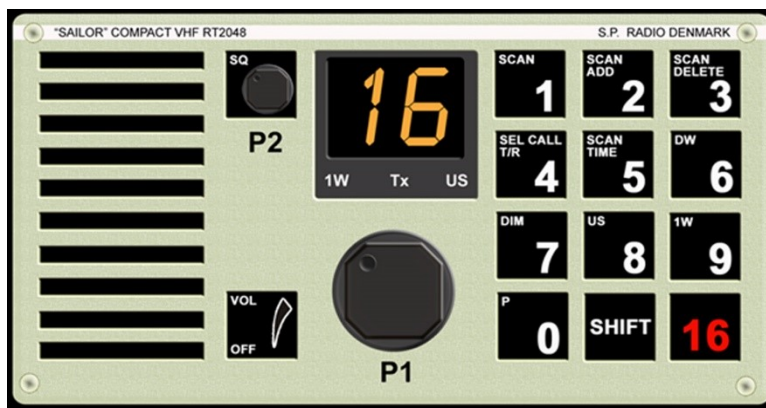 "SAILOR" COMPACT VHF RT2048
S.P. RADIO DENMARK
SQ
P2
16
1W Tx US
VOL
OFF
P1
SCAN
1
SCAN
ADD
2
SCAN
DELETE
3
SEL CALL
T/R
4
SCAN
TIME
5
DW
6
DIM
7
US
8
1W
9
P
0
SHIFT
16